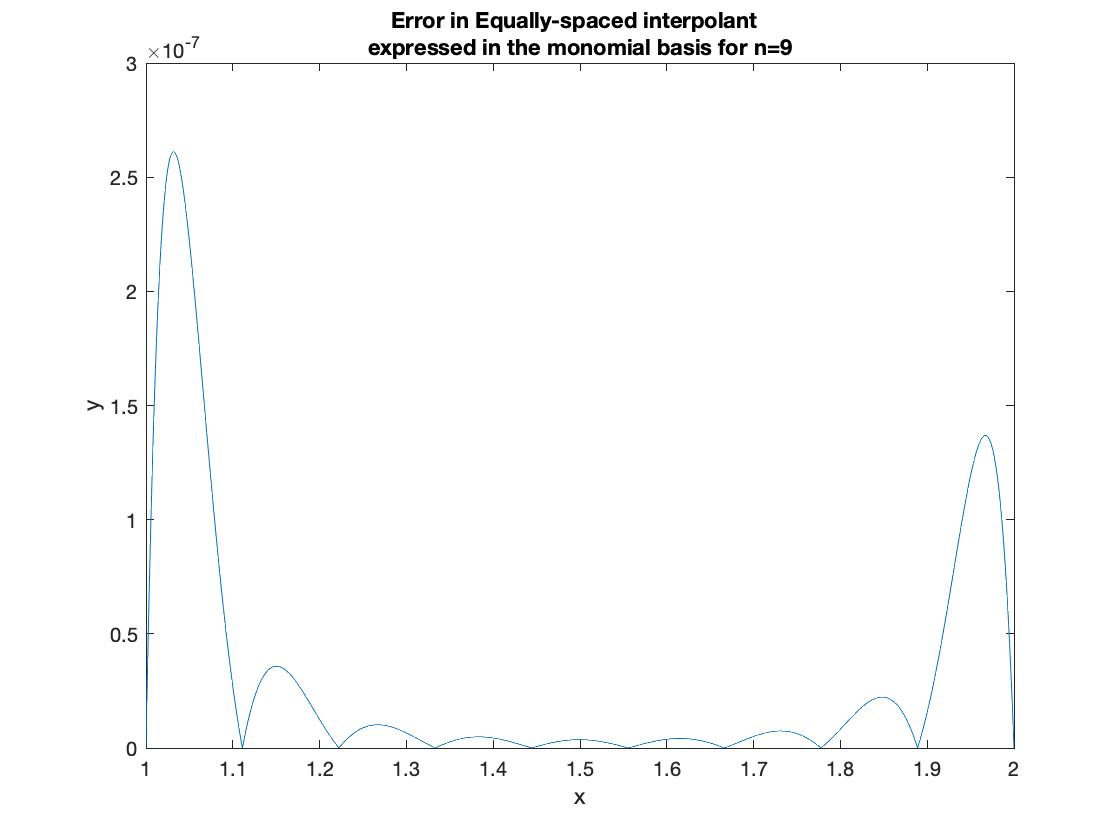 Error in Equally-spaced interpolant
expressed in the monomial basis for n=9
×10-7
3
2.5
2
1.5
1
0.5
0
y
1 1.1 1.2 1.3 1.4 1.5 1.6 1.7 1.8 1.9 2
x